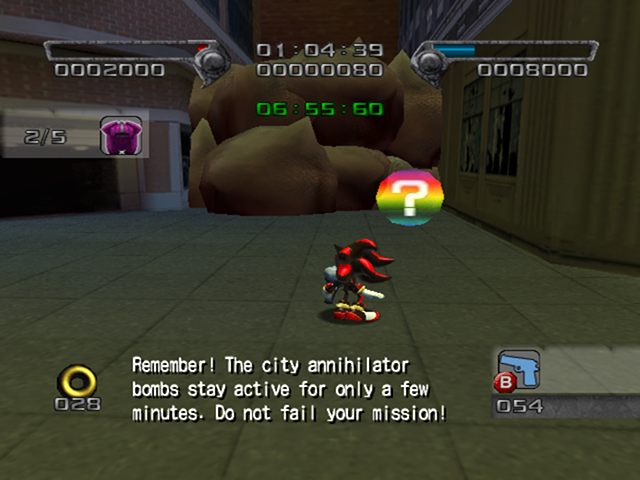 01:04:39
0002000
00000080
0008000
06:55:60
2/5
?
Remember! The city annihilator
bombs stay active for only a few
minutes. Do not fail your mission!
028
B
054